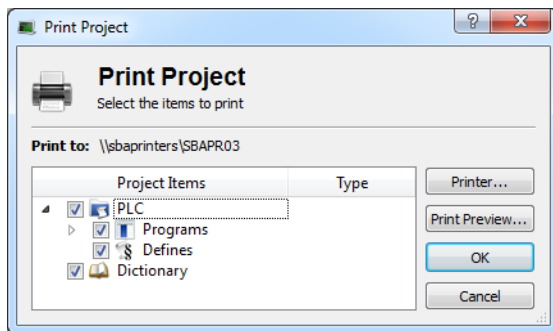 Print Project
Print Project
Select the items to print
Print to: \\sbaprinters\SBAPR03
Project Items Type
PLC
Programs
Defines
Dictionary
Printer...
Print Preview...
OK
Cancel